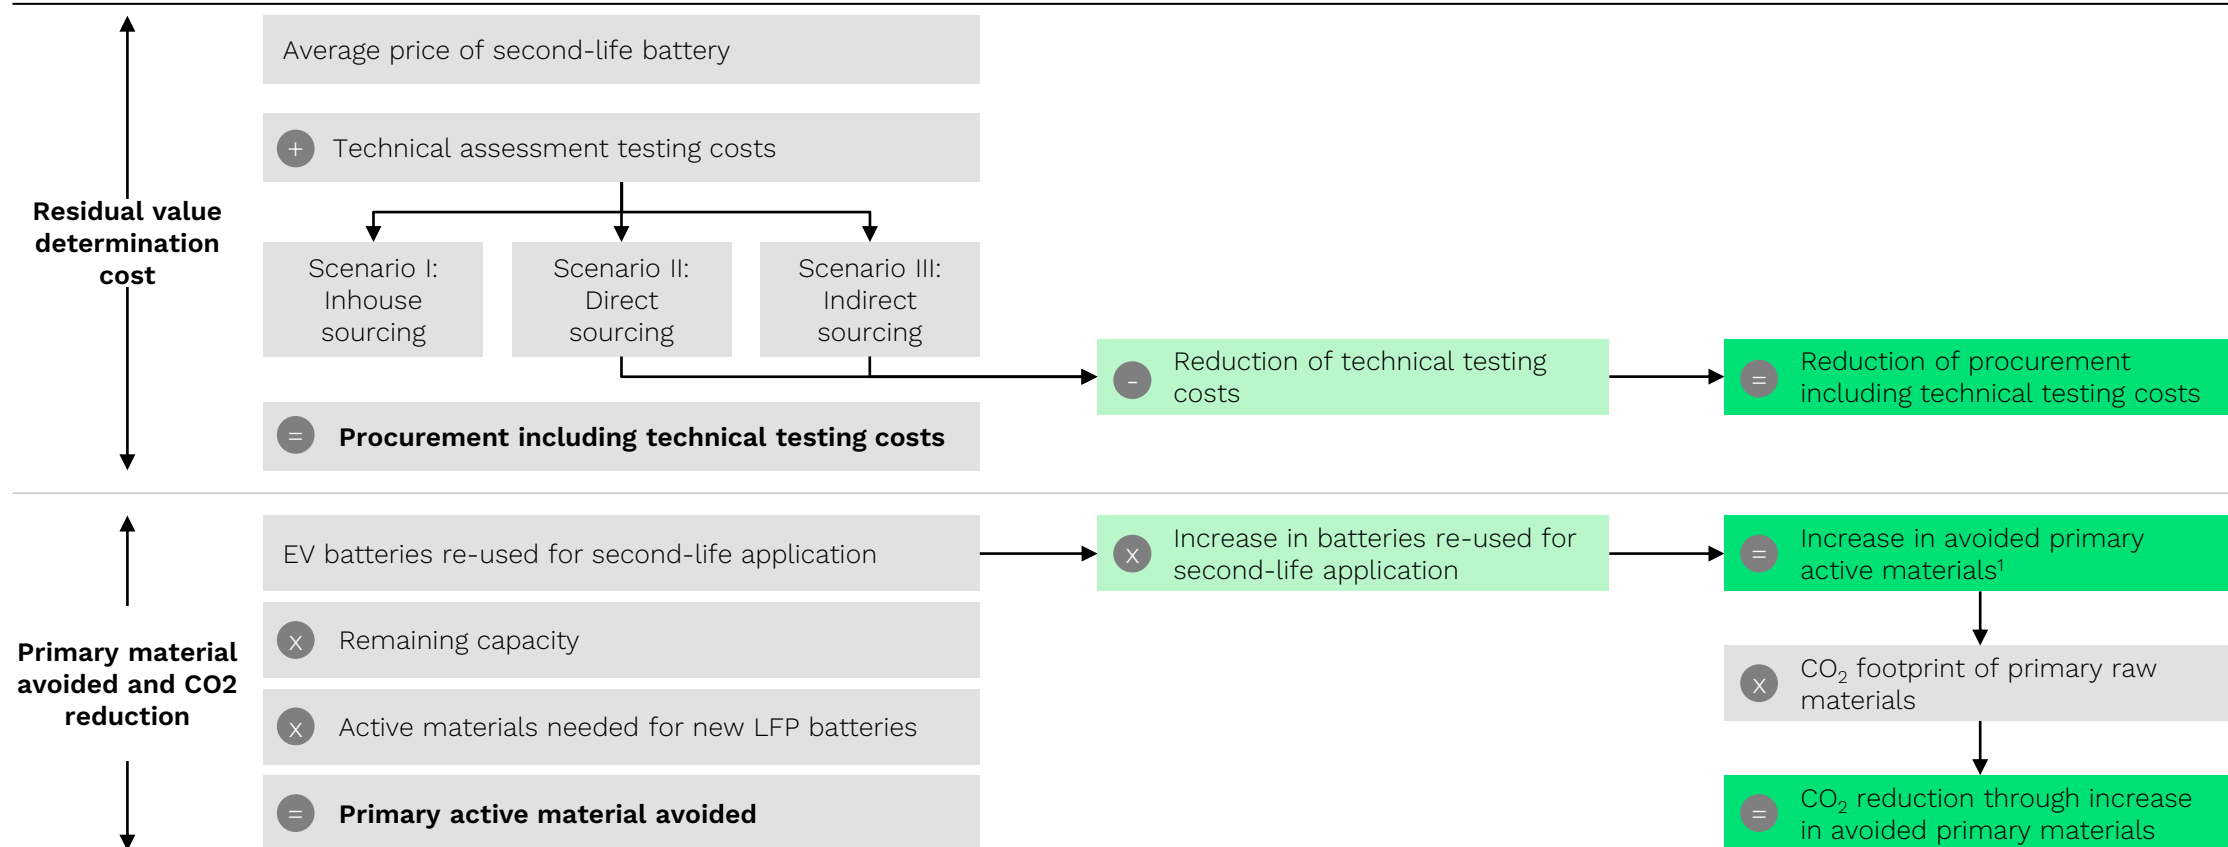 Residual value
determination
cost
Average price of second-life battery
+ Technical assessment testing costs
Scenario I:
Inhouse
sourcing
Scenario II:
Direct
sourcing
Scenario III:
Indirect
sourcing
- Reduction of technical testing
costs
= Reduction of procurement
including technical testing costs
= Procurement including technical testing costs
Primary material
avoided and CO2
reduction
EV batteries re-used for second-life application
x Increase in batteries re-used for
second-life application
= Increase in avoided primary
active materials¹
x Remaining capacity
x CO₂ footprint of primary raw
materials
x Active materials needed for new LFP batteries
= Primary active material avoided
= CO₂ reduction through increase
in avoided primary materials